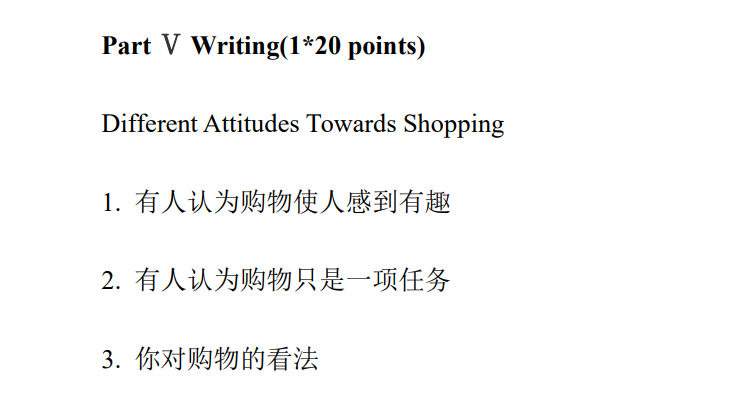 Part Ⅴ Writing(1*20 points)
Different Attitudes Towards Shopping
1. 有人认为购物使人感到有趣
2. 有人认为购物只是一项任务
3. 你对购物的看法